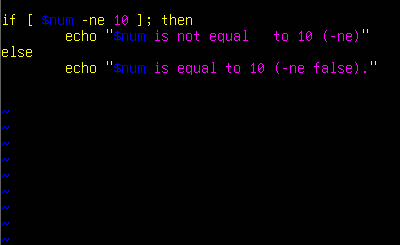 if [ $num -ne 10 ]; then
        echo "$num is not equal   to 10 (-ne)"
else
        echo "$num is equal to 10 (-ne false)."
~
~
~
~
~
~
~
~
~